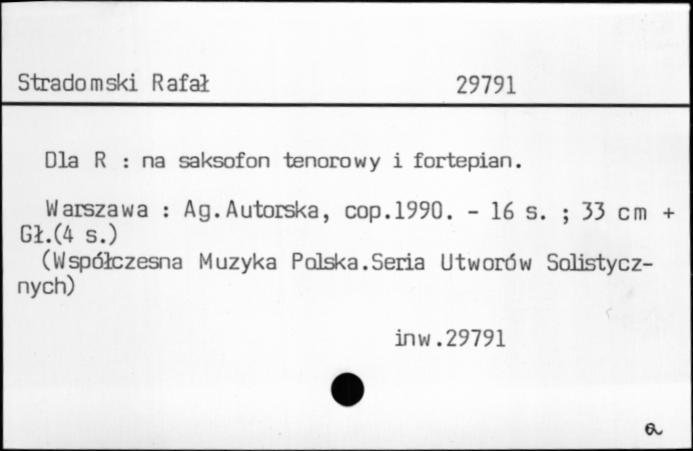 Stradomski Rafał 29791
Dla R : na saksofon tenorowy i fortepian.
Warszawa : Ag.Autorska, cop.1990. - 16 s. ; 33 cm +
Gł.(4 s.)
(Współczesna Muzyka Polska.Seria Utworów Solistycz-
nych)
inw.29791